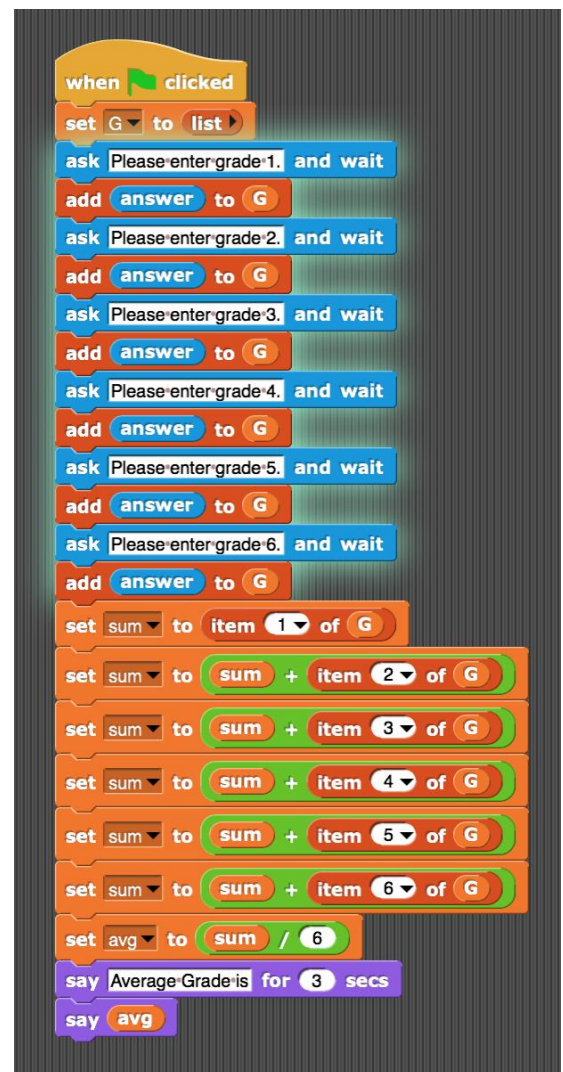 when clicked
set G to list
ask Please enter grade 1. and wait
add answer to G
ask Please enter grade 2. and wait
add answer to G
ask Please enter grade 3. and wait
add answer to G
ask Please enter grade 4. and wait
add answer to G
ask Please enter grade 5. and wait
add answer to G
ask Please enter grade 6. and wait
add answer to G
set sum to item 1 of G
set sum to sum + item 2 of G
set sum to sum + item 3 of G
set sum to sum + item 4 of G
set sum to sum + item 5 of G
set sum to sum + item 6 of G
set avg to sum / 6
say Average Grade is for 3 secs
say avg